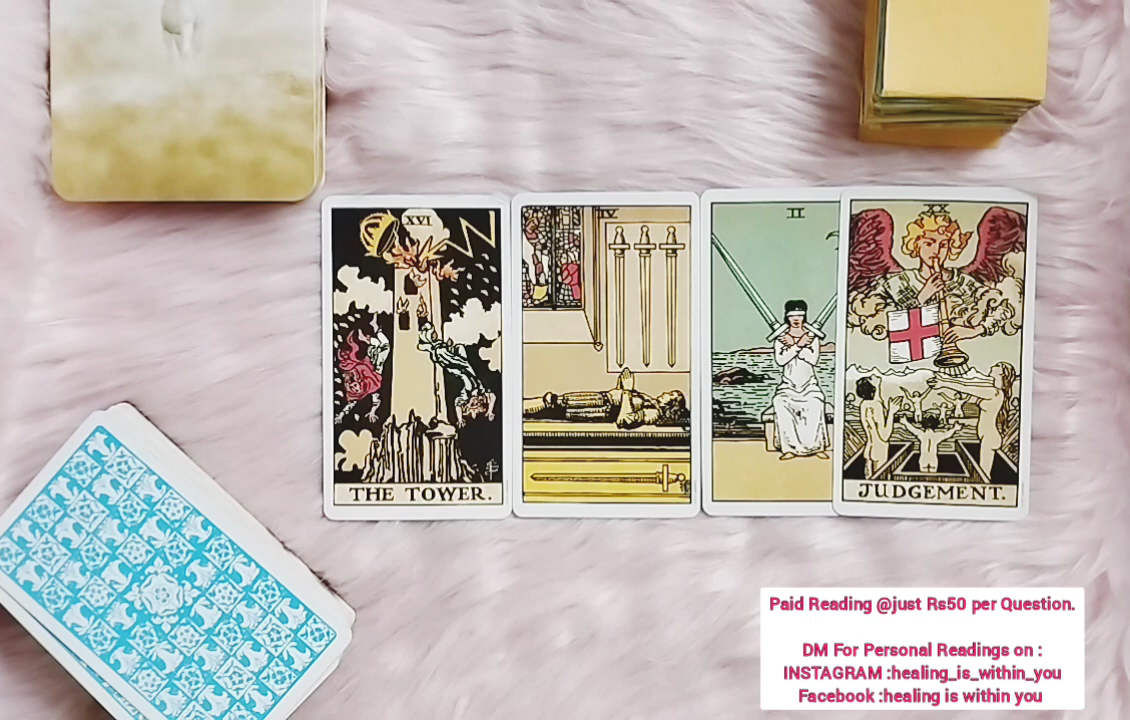 XVI
THE TOWER.
IV
II
XX
JUDGEMENT.
Paid Reading @just Rs50 per Question.
DM For Personal Readings on :
INSTAGRAM :healing_is_within_you
Facebook :healing is within you